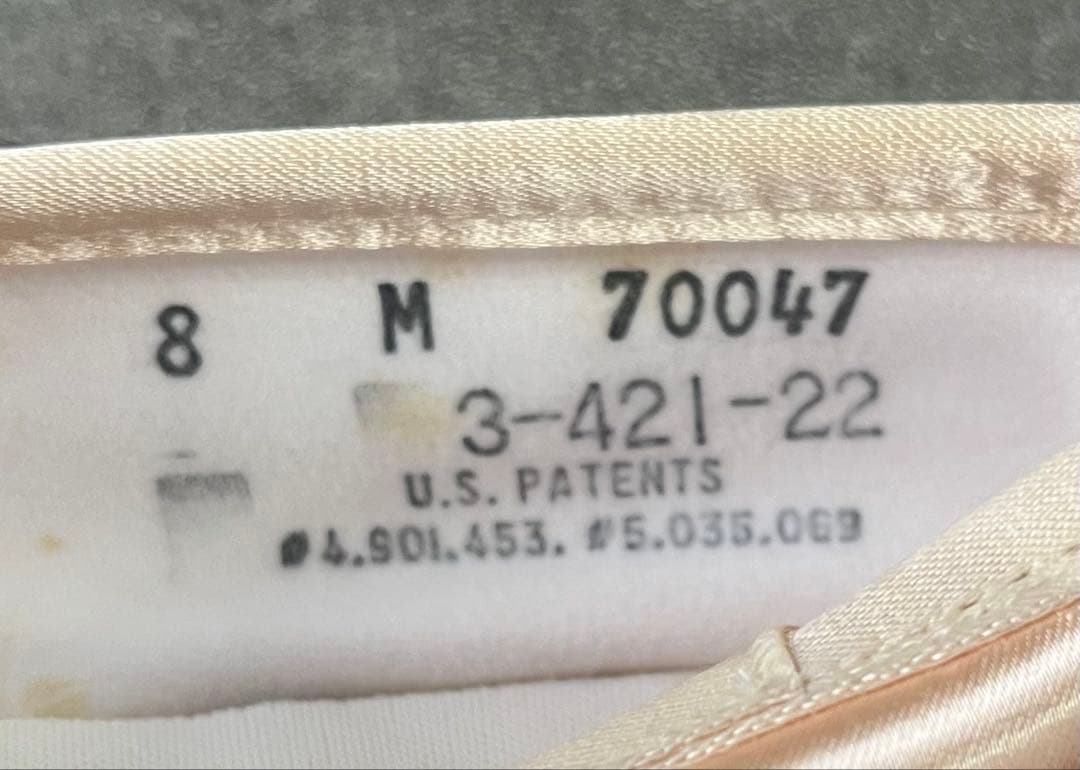 8 M 70047
3-421-22
U.S. PATENTS
#4.901.453. #5.035.069